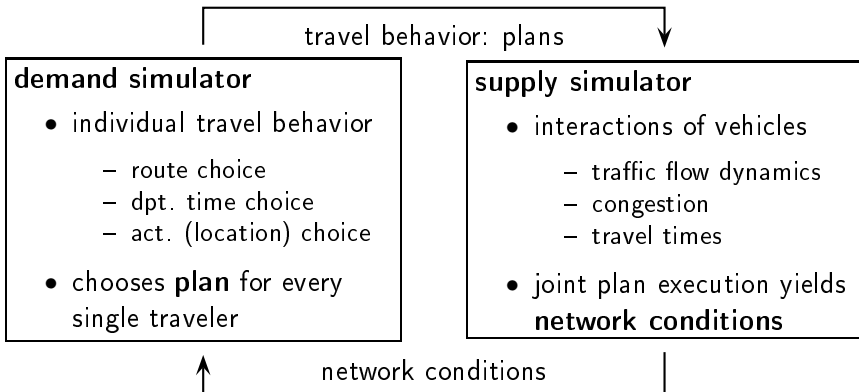 travel behavior: plans
demand simulator
• individual travel behavior
– route choice
– dpt. time choice
– act. (location) choice
• chooses plan for every
single traveler
supply simulator
• interactions of vehicles
– traffic flow dynamics
– congestion
– travel times
• joint plan execution yields
network conditions
network conditions